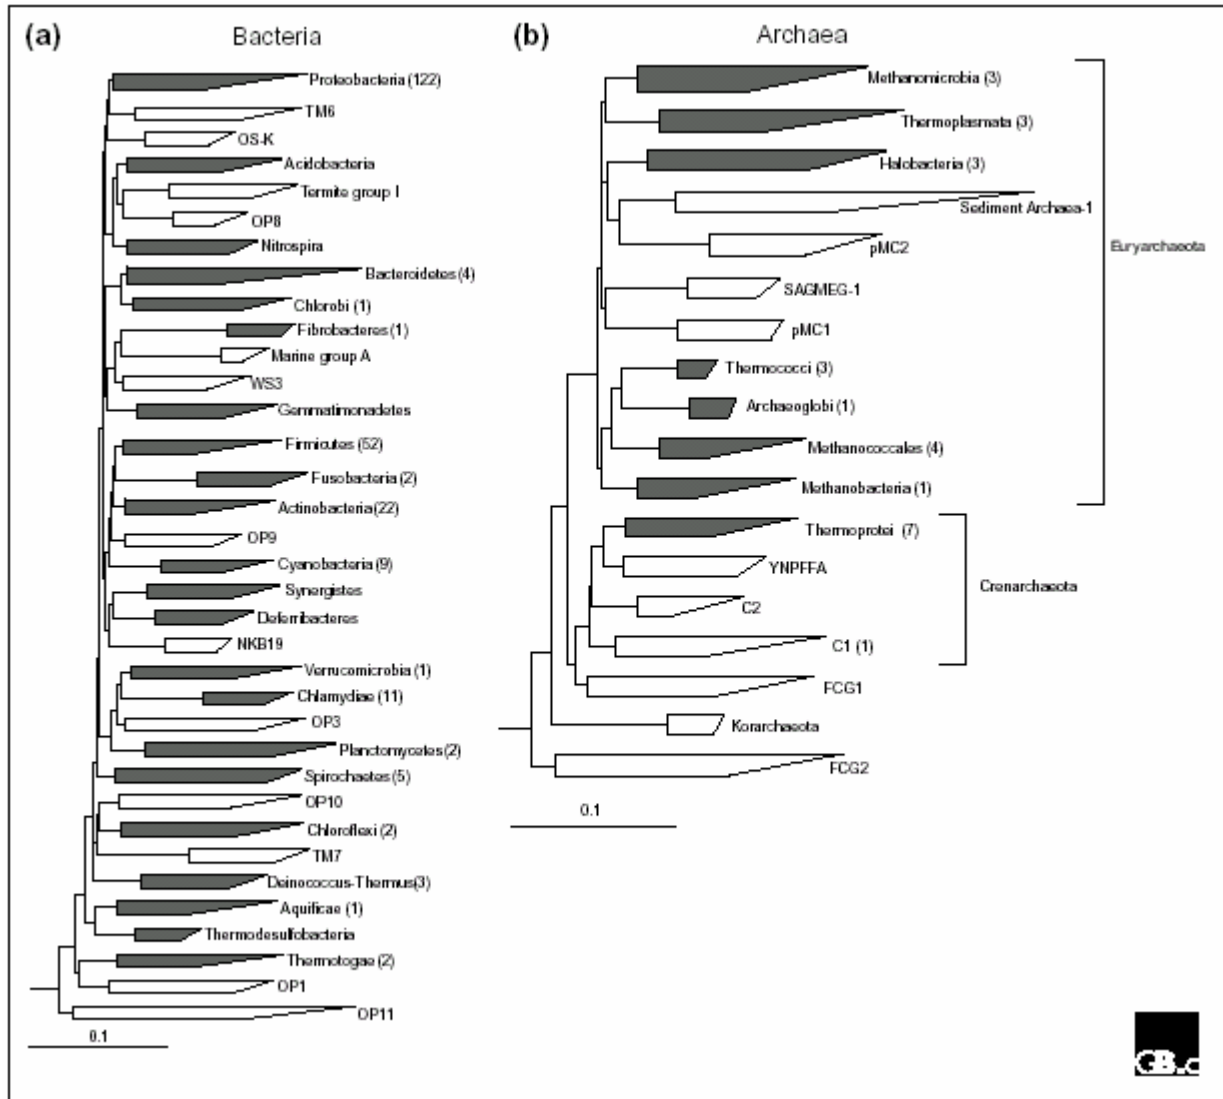 (a) Bacteria
Proteobacteria (122)
TM6
OS-K
Acidobacteria
Termite group I
OP8
Nitrospira
Bacteroidetes (4)
Chlorobi (1)
Fibrobacteres (1)
Marine group A
WS3
Gemmatimonadetes
Firmicutes (52)
Fusobacteria (2)
Actinobacteria (22)
OP9
Cyanobacteria (9)
Synergistes
Deferribacteres
NKB19
Verrucomicrobia (1)
Chlamydiae (11)
OP3
Planctomycetes (2)
Spirochaetes (5)
OP10
Chloroflexi (2)
TM7
Deinococcus-Thermus(3)
Aquificae (1)
Thermodesulfobacteria
Thermotogae (2)
OP1
OP11
0.1
(b) Archaea
Methanomicrobia (3)
Thermoplasmata (3)
Halobacteria (3)
Sediment Archaea-1
pMC2
SAGMEG-1
pMC1
Thermococci (3)
Archaeoglobi (1)
Methanococcales (4)
Methanobacteria (1)
Euryarchaeota
Thermoprotei (7)
YNPFFA
C2
C1 (1)
Crenarchaeota
FCG1
Korarchaeota
FCG2
0.1